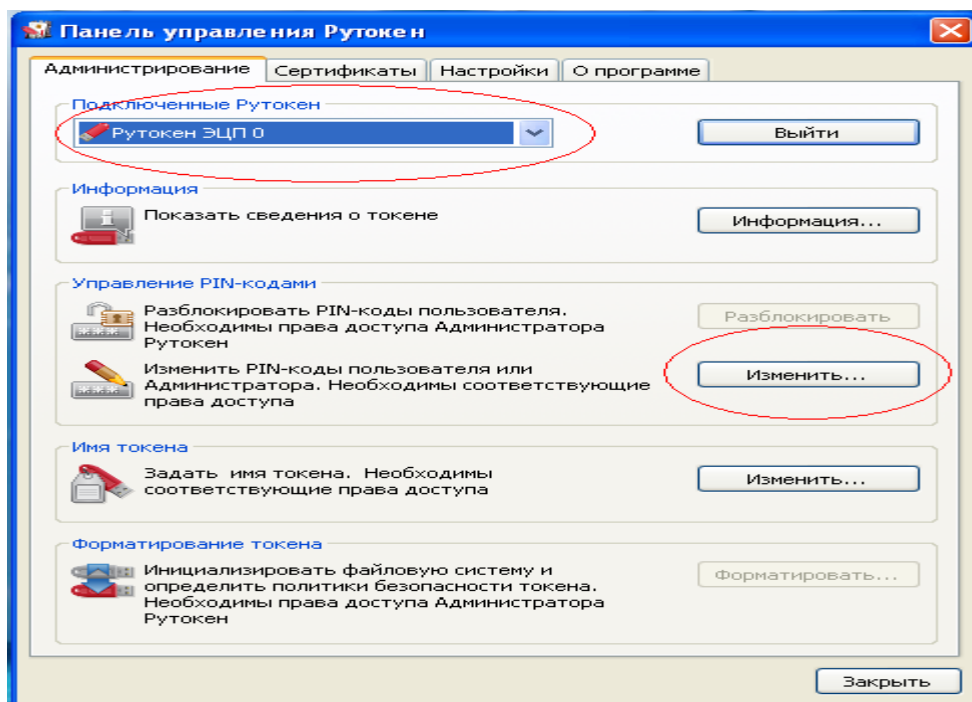 Панель управления Рутокен
Администрирование Сертификаты Настройки О программе
Подключенные Рутокен
Рутокен ЭЦП 0
Выйти
Информация
Показать сведения о токене
Информация...
Управление PIN-кодами
Разблокировать PIN-коды пользователя.
Необходимы права доступа Администратора
Рутокен
Разблокировать
Изменить PIN-коды пользователя или
Администратора. Необходимы соответствующие
права доступа
Изменить...
Имя токена
Задать имя токена. Необходимы
соответствующие права доступа
Изменить...
Форматирование токена
Инициализировать файловую систему и
определить политики безопасности токена.
Необходимы права доступа Администратора
Рутокен
Форматировать...
Закрыть